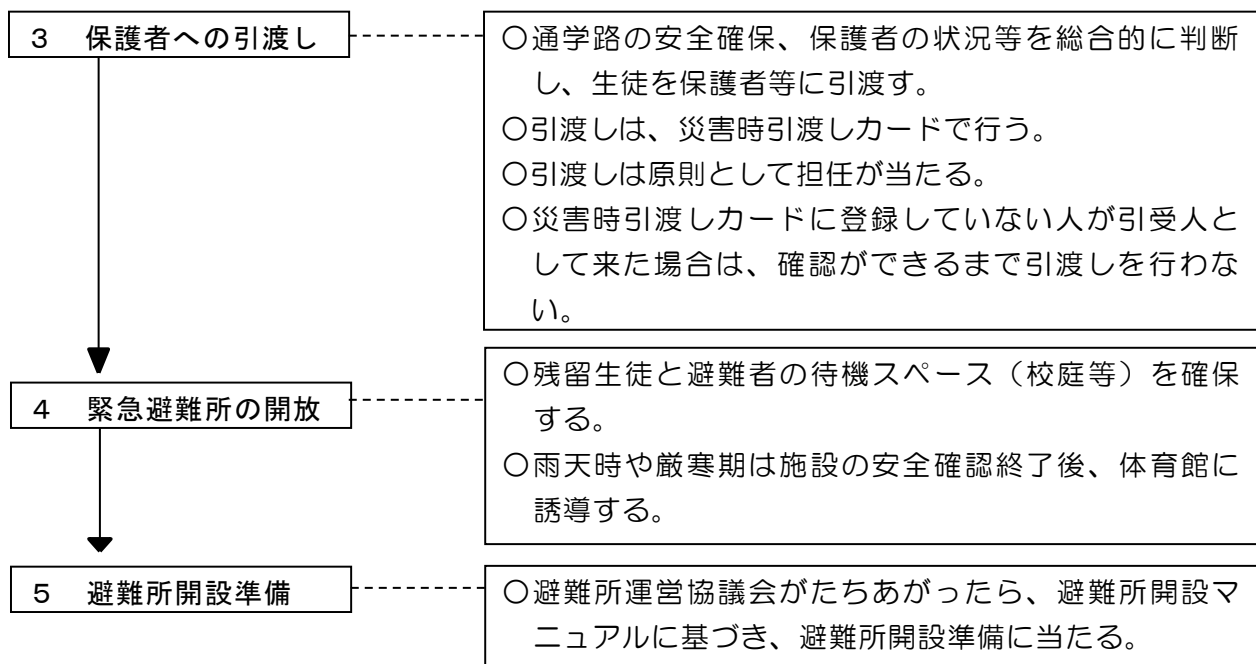 ３　保護者への引渡し
〇通学路の安全確保、保護者の状況等を総合的に判断
し、生徒を保護者等に引渡す。
〇引渡しは、災害時引渡しカードで行う。
〇引渡しは原則として担任が当たる。
〇災害時引渡しカードに登録していない人が引受人と
して来た場合は、確認ができるまで引渡しを行わな
い。
４　緊急避難所の開放
〇残留生徒と避難者の待機スペース（校庭等）を確保
する。
〇雨天時や厳寒期は施設の安全確認終了後、体育館に
誘導する。
５　避難所開設準備
〇避難所運営協議会がたちあがったら、避難所開設マ
ニュアルに基づき、避難所開設準備に当たる。